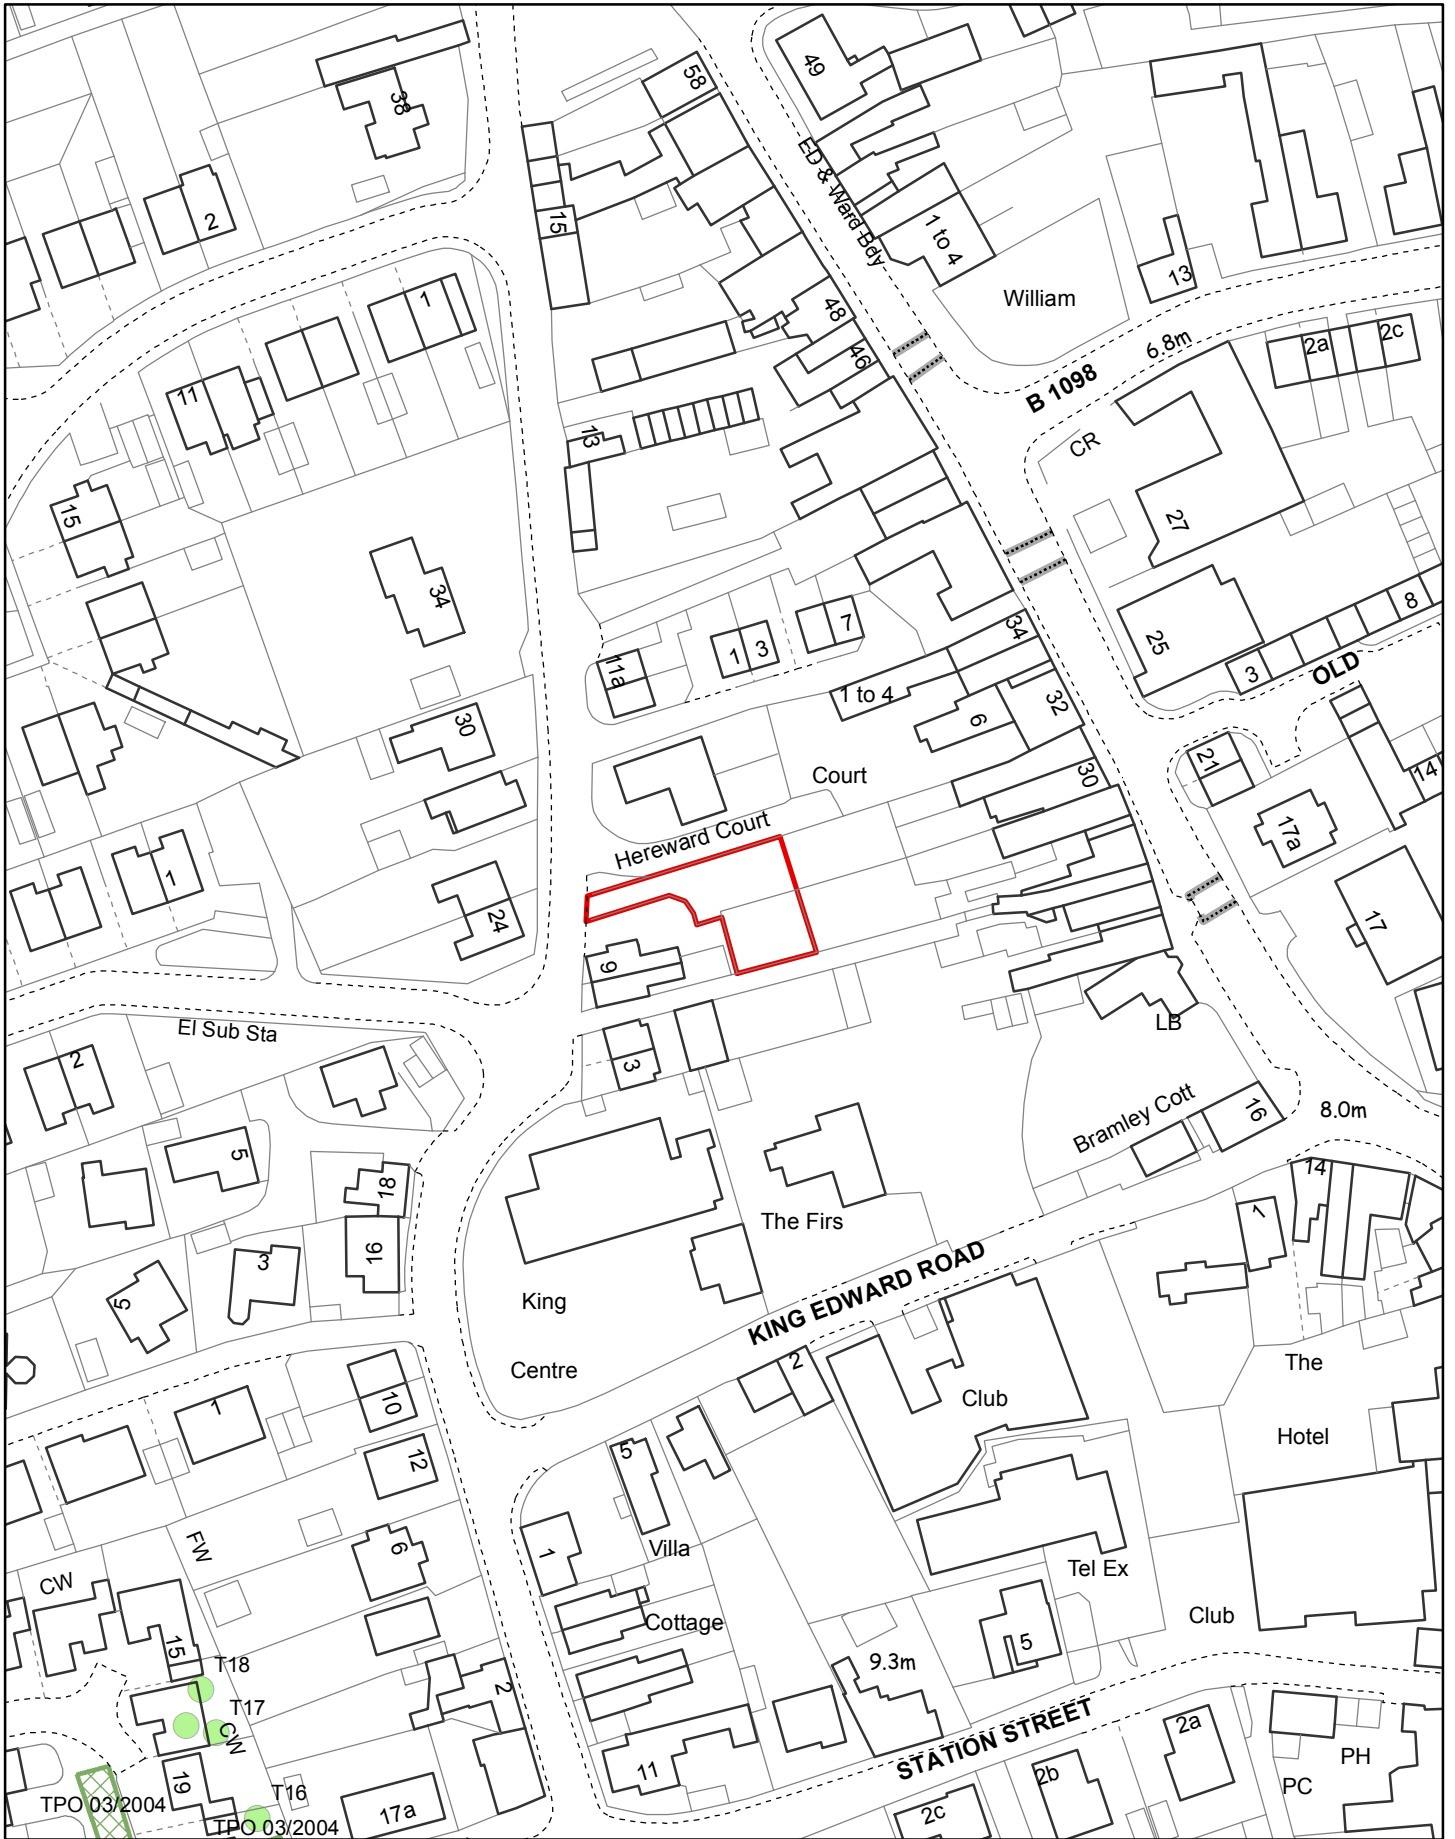 38
58
49
2
15
ED & Ward Bdy
1 to 4
William
13
1
48
46
6.8m
2a
2c
B 1098
11
13
CR
15
27
34
7
1
3
11a
34
25
8
3
OLD
1 to 4
6
32
30
Court
30
21
14
17a
Hereward Court
1
24
9
17
El Sub Sta
2
3
LB
Bramley Cott
16
8.0m
5
18
14
1
The Firs
3
16
KING EDWARD ROAD
5
King
Centre
2
The
Club
Hotel
1
10
12
5
FW
6
1
Villa
Tel Ex
CW
Cottage
Club
15
5
T18
9.3m
T17
2
CW
STATION STREET
2a
PH
19
11
2b
PC
TPO 03/2004
T16
17a
2c
TPO 03/2004